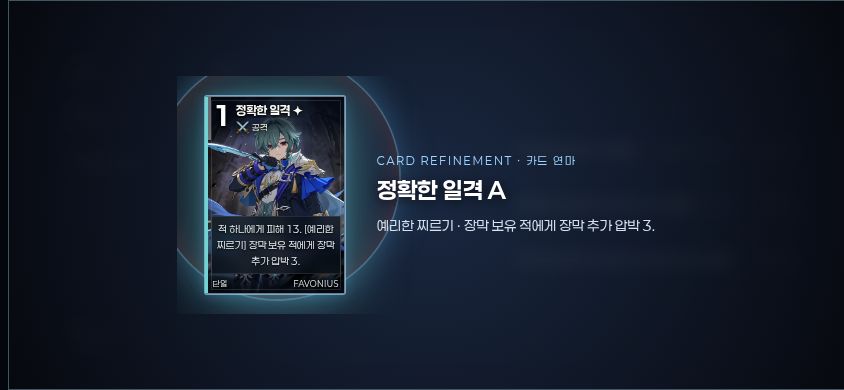 1
정확한 일격 ✦
공격
적 하나에게 피해 13. [예리한
찌르기] 장막 보유 적에게 장막
추가 압박 3.
단델 FAVONIUS
CARD REFINEMENT · 카드 연마
정확한 일격 A
예리한 찌르기 · 장막 보유 적에게 장막 추가 압박 3.